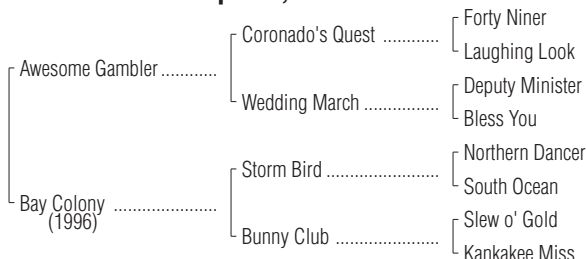 Forty Niner
Coronado's Quest ............
Laughing Look
Awesome Gambler ............
Deputy Minister
Wedding March ................
Bless You
Northern Dancer
Storm Bird ........................
South Ocean
Bay Colony ......................
(1996)
Slew o' Gold
Bunny Club ......................
Kankakee Miss